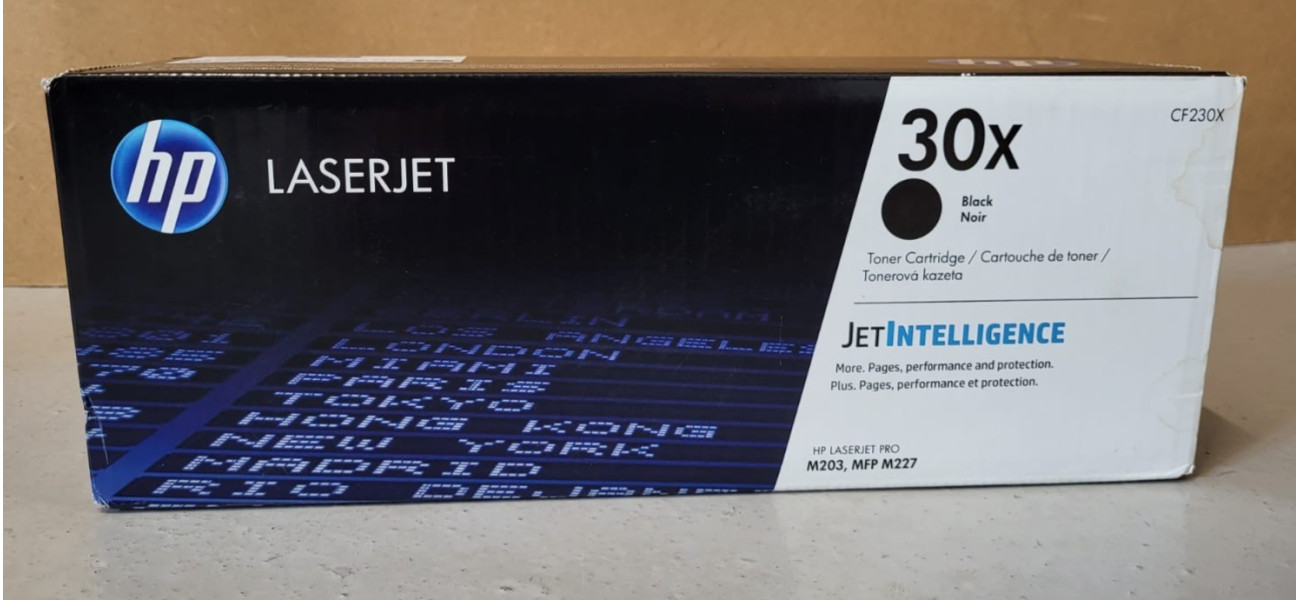 hp
LASERJET
30X
CF230X
Black
Noir
Toner Cartridge / Cartouche de toner /
Tonerová kazeta
JETINTELLIGENCE
More. Pages, performance and protection.
Plus. Pages, performance et protection.
HP LASERJET PRO
M203, MFP M227
LOS ANGELES
LONDON
MIAMI
PARIS
TOKYO
HONG KONG
NEW YORK
MADRID
RIO DE